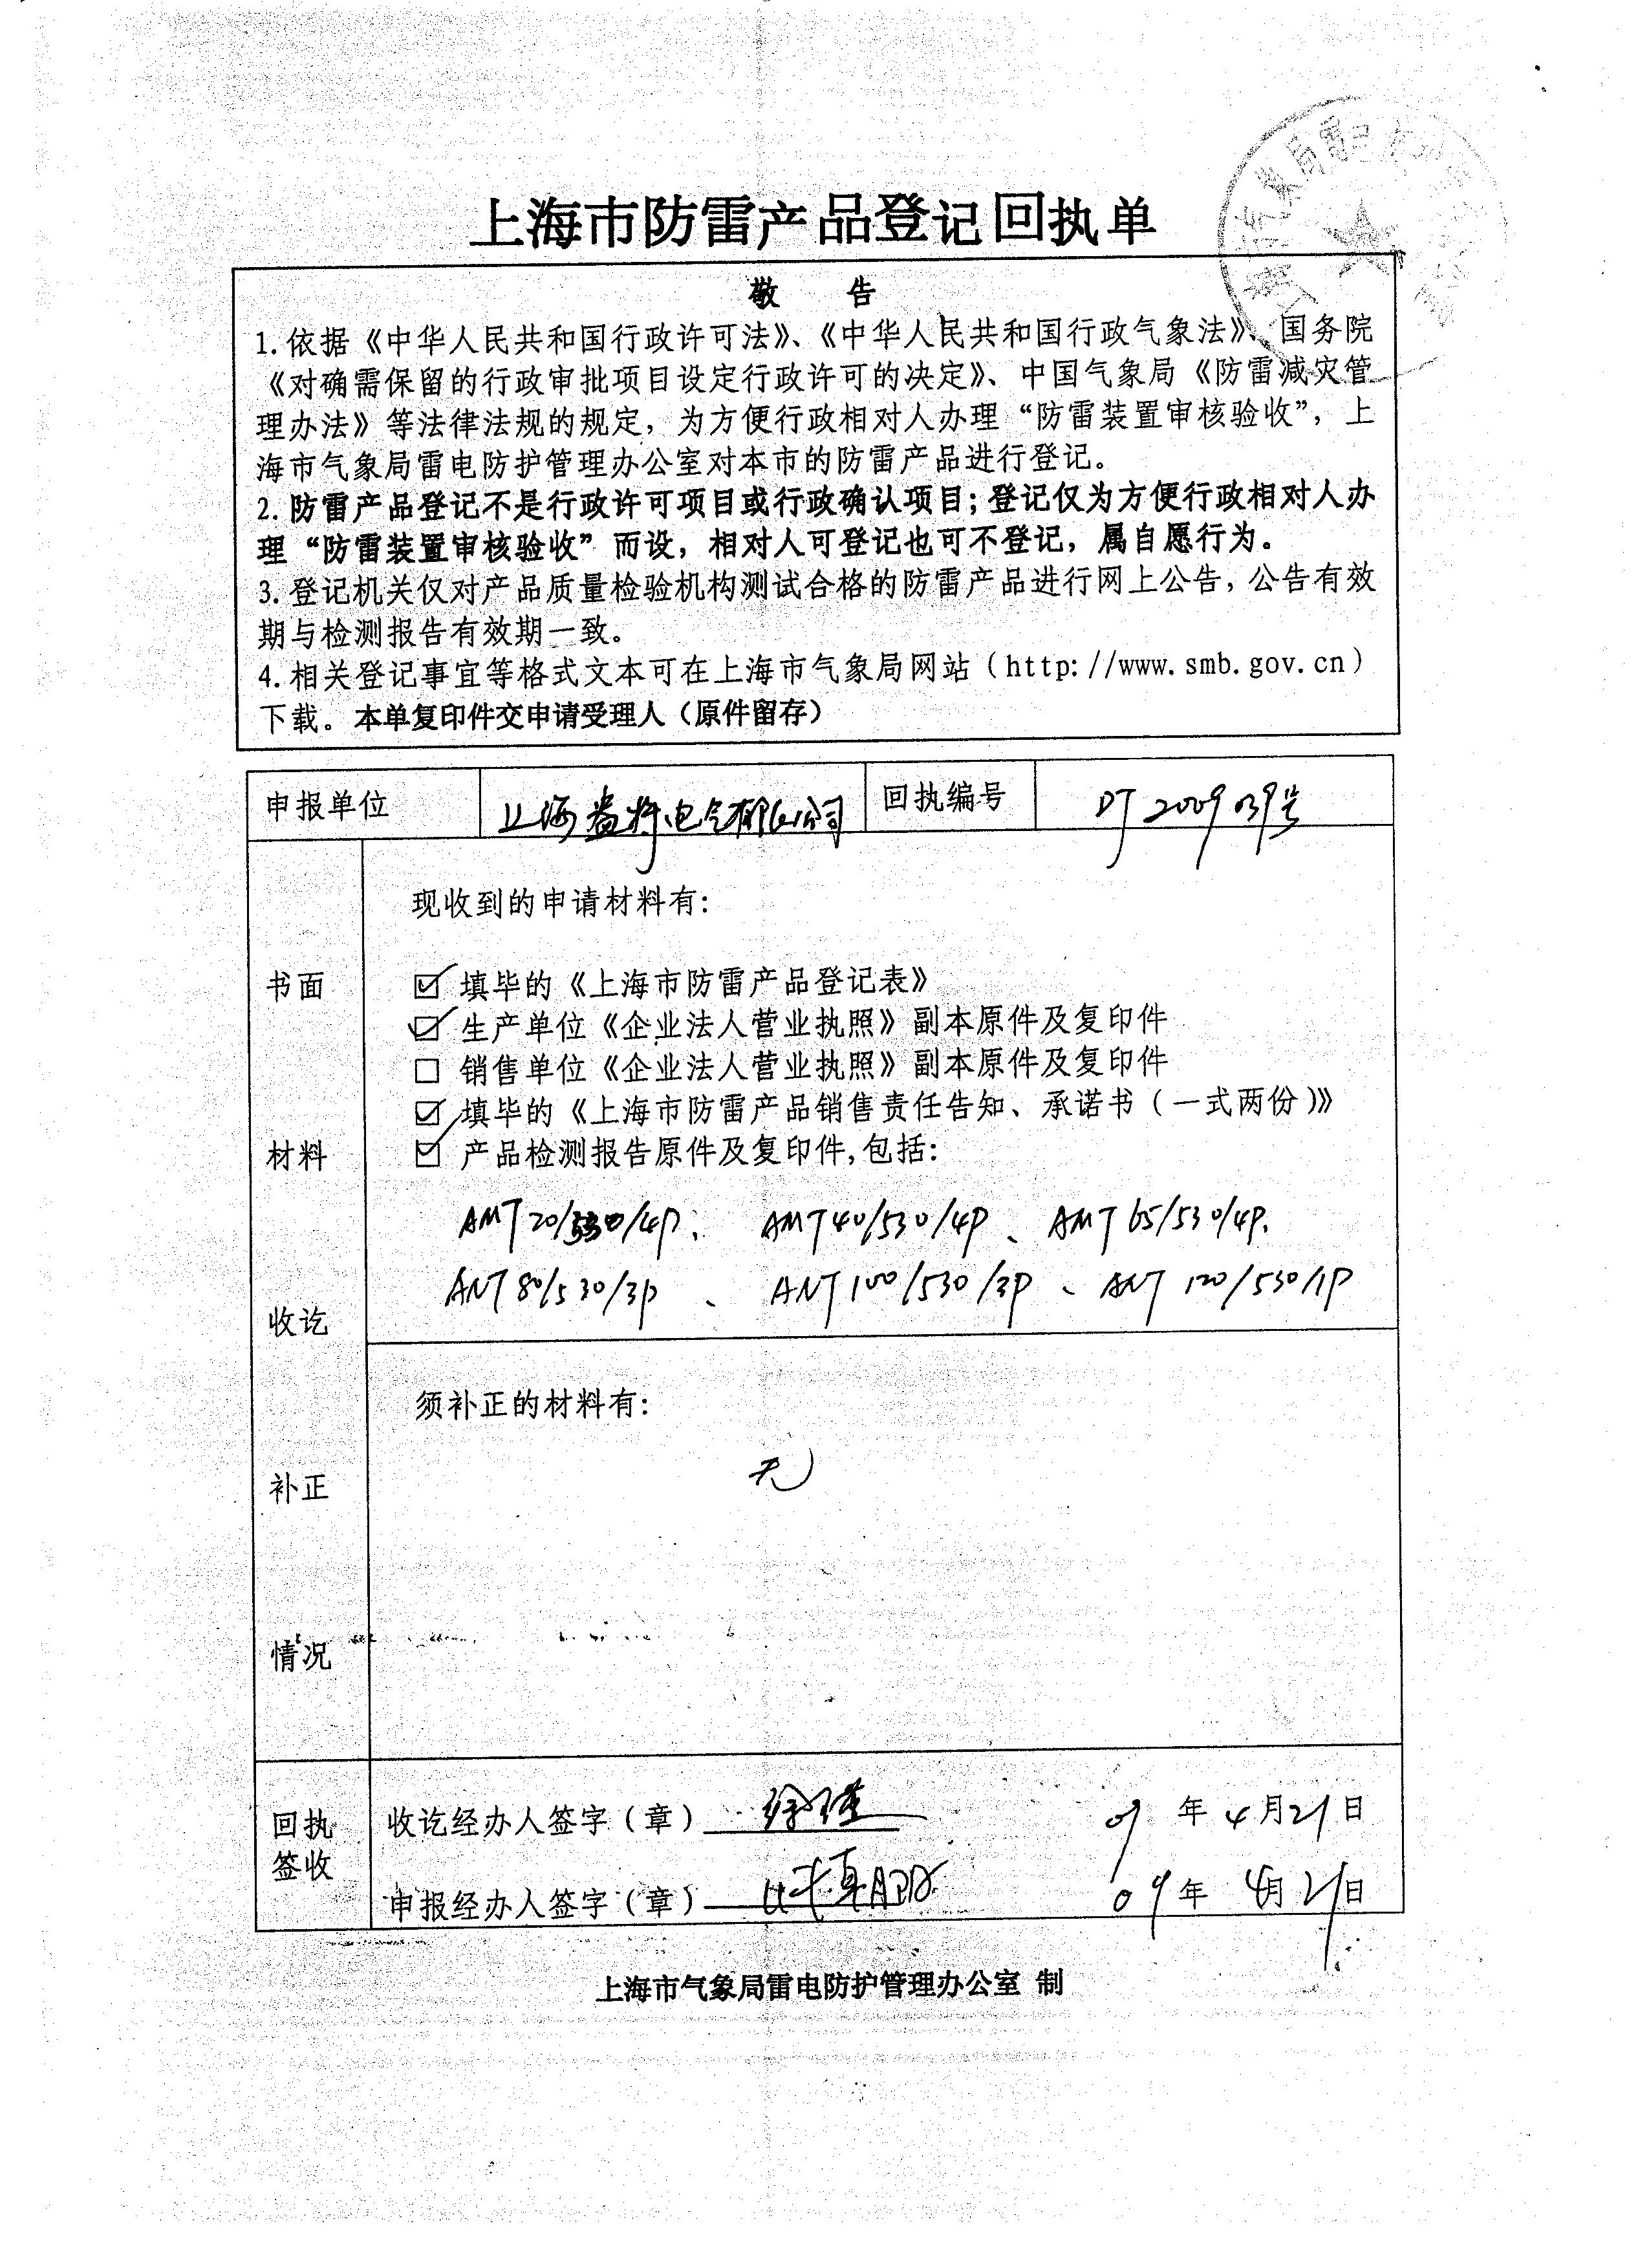 上海市防雷产品登记回执单
敬 告
1.依据《中华人民共和国行政许可法》、《中华人民共和国行政气象法》、国务院
《对确需保留的行政审批项目设定行政许可的决定》、中国气象局《防雷减灾管
理办法》等法律法规的规定，为方便行政相对人办理“防雷装置审核验收”，上
海市气象局雷电防护管理办公室对本市的防雷产品进行登记。
2.防雷产品登记不是行政许可项目或行政确认项目；登记仅为方便行政相对人办
理“防雷装置审核验收”而设，相对人可登记也可不登记，属自愿行为。
3.登记机关仅对产品质量检验机构测试合格的防雷产品进行网上公告，公告有效
期与检测报告有效期一致。
4.相关登记事宜等格式文本可在上海市气象局网站（http://www.smb.gov.cn）
下载。本单复印件交申请受理人（原件留存）
申报单位 上海 电气有限公司 回执编号 DJ 2009 039号
现收到的申请材料有：
书面 ☑ 填毕的《上海市防雷产品登记表》
☑ 生产单位《企业法人营业执照》副本原件及复印件
□ 销售单位《企业法人营业执照》副本原件及复印件
☑ 填毕的《上海市防雷产品销售责任告知、承诺书（一式两份）》
材料 ☑ 产品检测报告原件及复印件，包括：
AMT 20/530/4P、 AMT 40/530/4P、 AMT 65/530/4P.
收讫 ANT 80/530/3P、 ANT 100/530/3P、 ANT 120/530/1P
须补正的材料有：
补正 无
情况
回执 收讫经办人签字（章） 09 年 4 月 21 日
签收
申报经办人签字（章） 09 年 4 月 21 日
上海市气象局雷电防护管理办公室 制